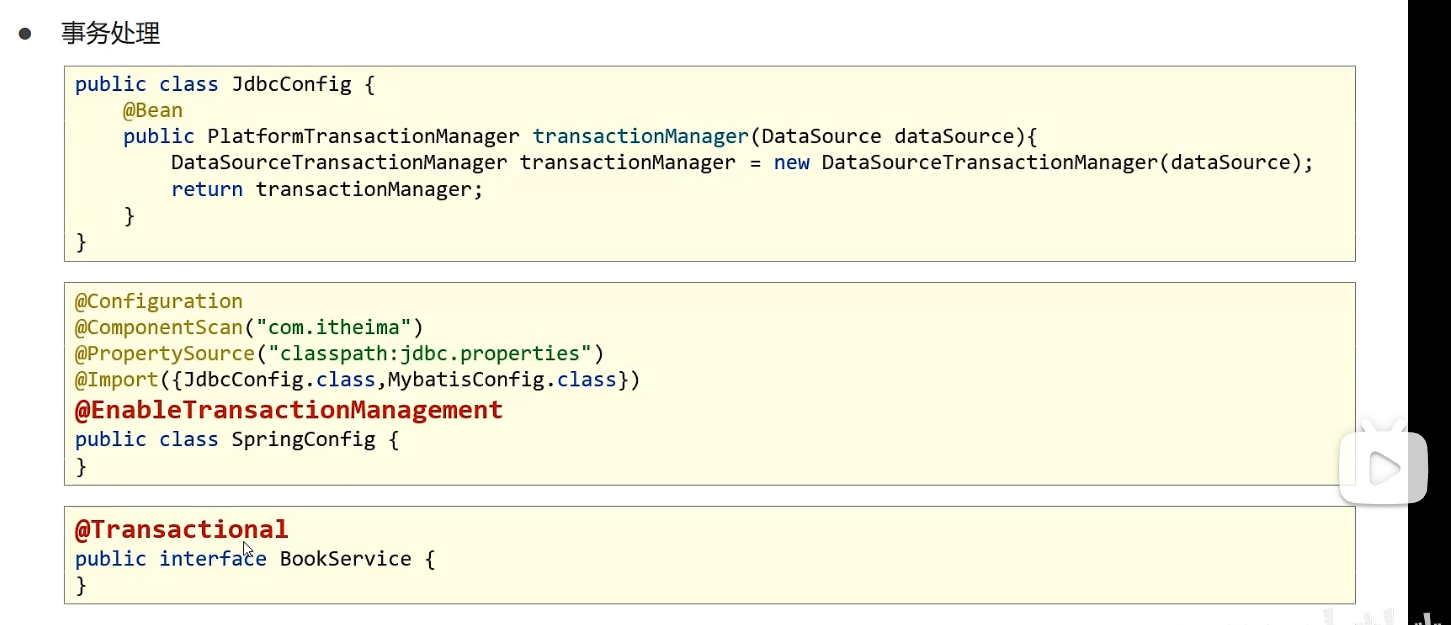 ● 事务处理
public class JdbcConfig {
    @Bean
    public PlatformTransactionManager transactionManager(DataSource dataSource){
        DataSourceTransactionManager transactionManager = new DataSourceTransactionManager(dataSource);
        return transactionManager;
    }
}
@Configuration
@ComponentScan("com.itheima")
@PropertySource("classpath:jdbc.properties")
@Import({JdbcConfig.class,MybatisConfig.class})
@EnableTransactionManagement
public class SpringConfig {
}
@Transactional
public interface BookService {
}